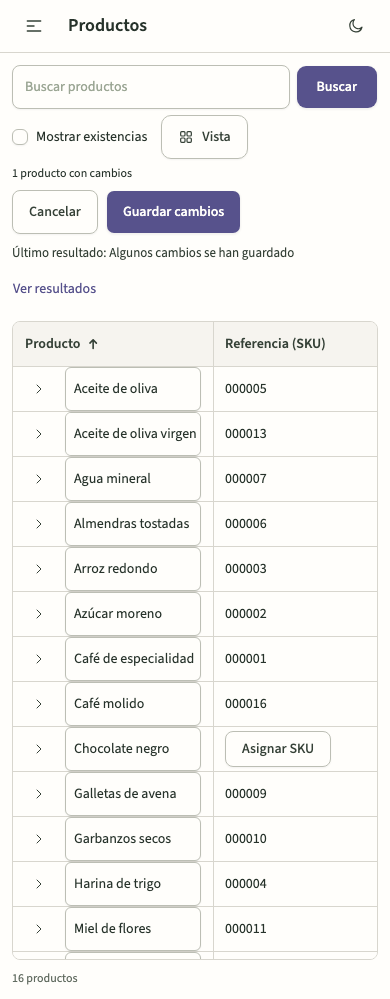 Productos
Buscar productos
Buscar
Mostrar existencias
Vista
1 producto con cambios
Cancelar
Guardar cambios
Último resultado: Algunos cambios se han guardado
Ver resultados
Producto ↑ Referencia (SKU)
Aceite de oliva 000005
Aceite de oliva virgen 000013
Agua mineral 000007
Almendras tostadas 000006
Arroz redondo 000003
Azúcar moreno 000002
Café de especialidad 000001
Café molido 000016
Chocolate negro Asignar SKU
Galletas de avena 000009
Garbanzos secos 000010
Harina de trigo 000004
Miel de flores 000011
16 productos